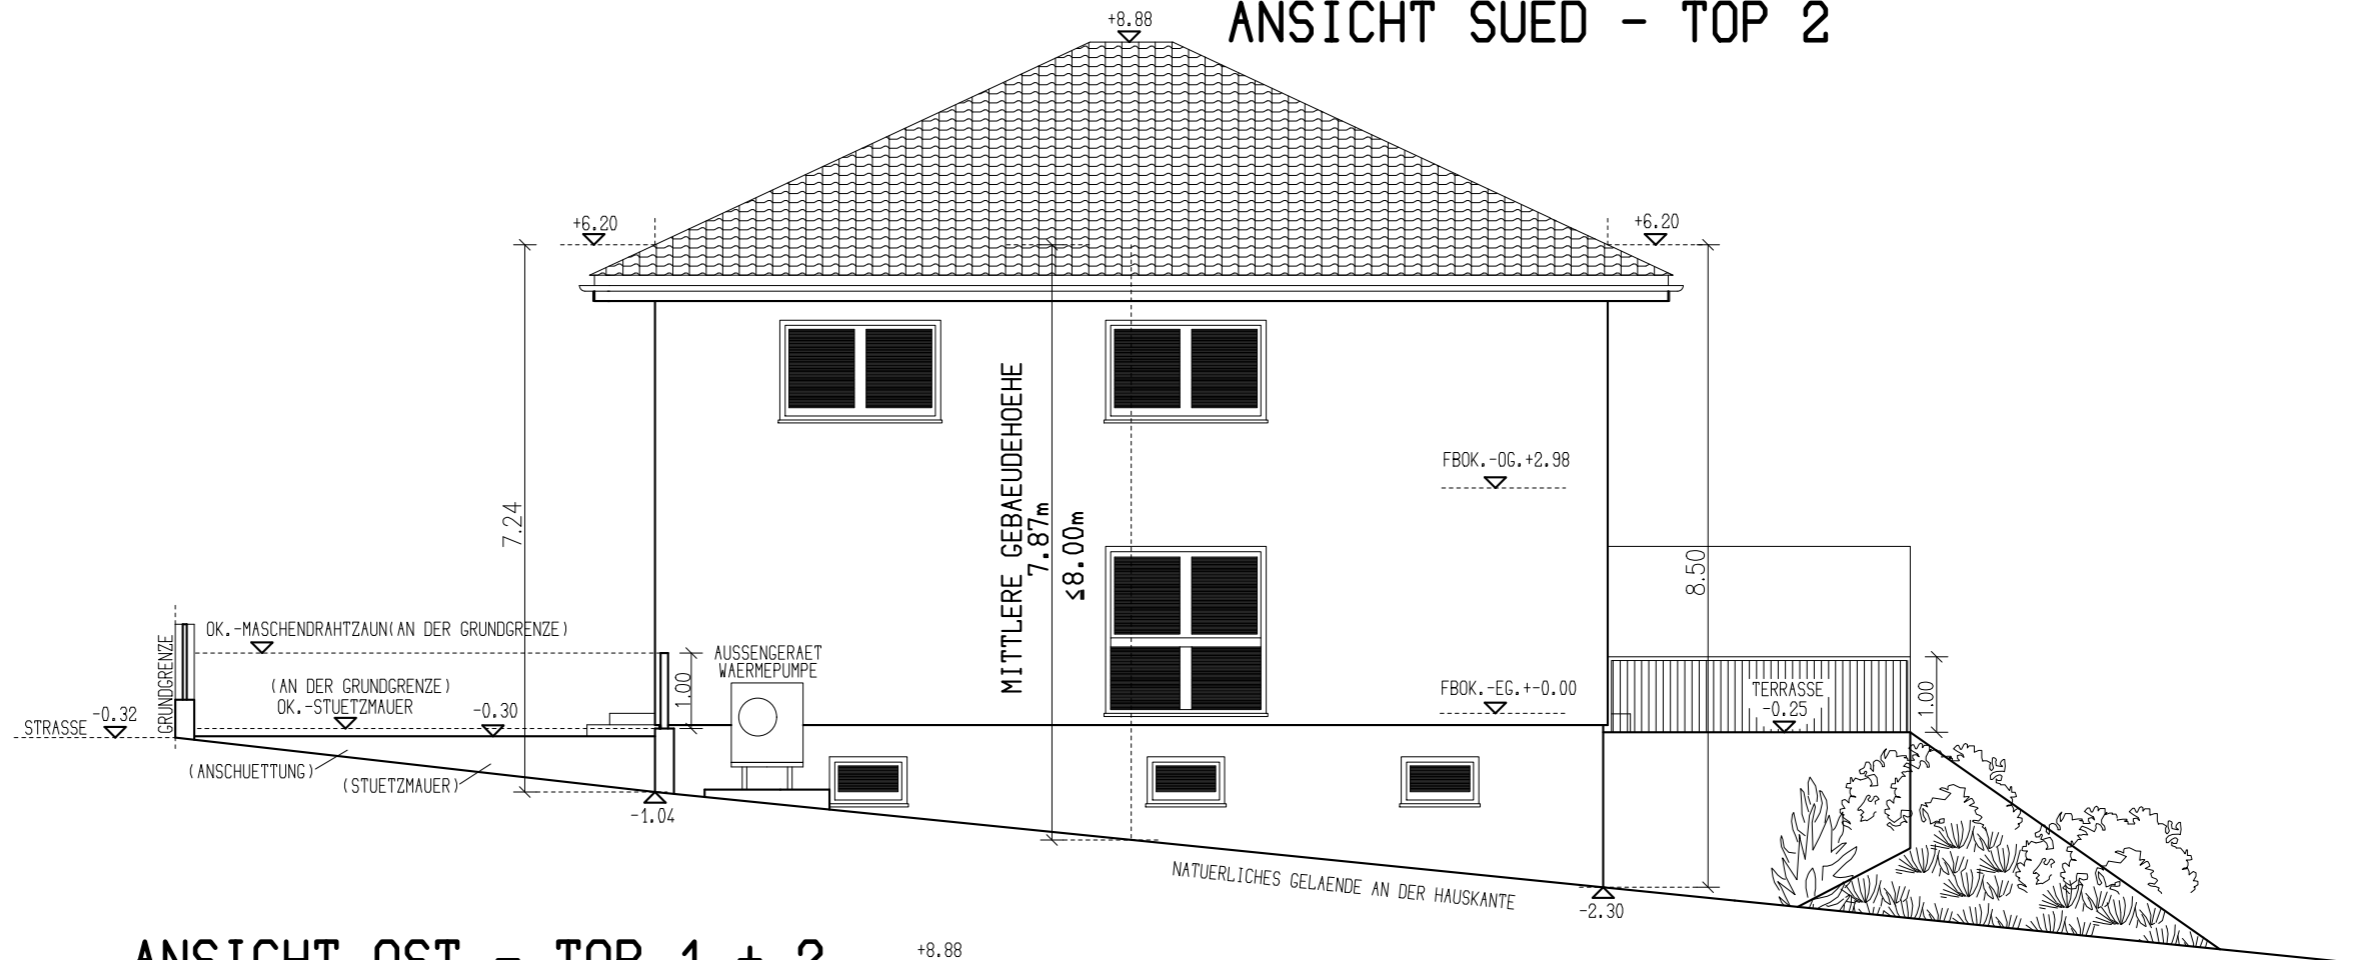 +8.88
ANSICHT SUED - TOP 2
+6.20
+6.20
MITTLERE GEBAEUDEHOEHE
7.87m
≤8.00m
7.24
8.50
FBOK.-OG.+2.98
OK.-MASCHENDRAHTZAUN(AN DER GRUNDGRENZE)
GRUNDGRENZE
AUSSENGERAET
WAERMEPUMPE
1.00
(AN DER GRUNDGRENZE)
OK.-STUETZMAUER
-0.30
FBOK.-EG.+-0.00
TERRASSE
-0.25
1.00
STRASSE -0.32
(ANSCHUETTUNG)
(STUETZMAUER)
-1.04
NATUERLICHES GELAENDE AN DER HAUSKANTE
-2.30
ANSICHT OST - TOP 1 + 2
+8.88